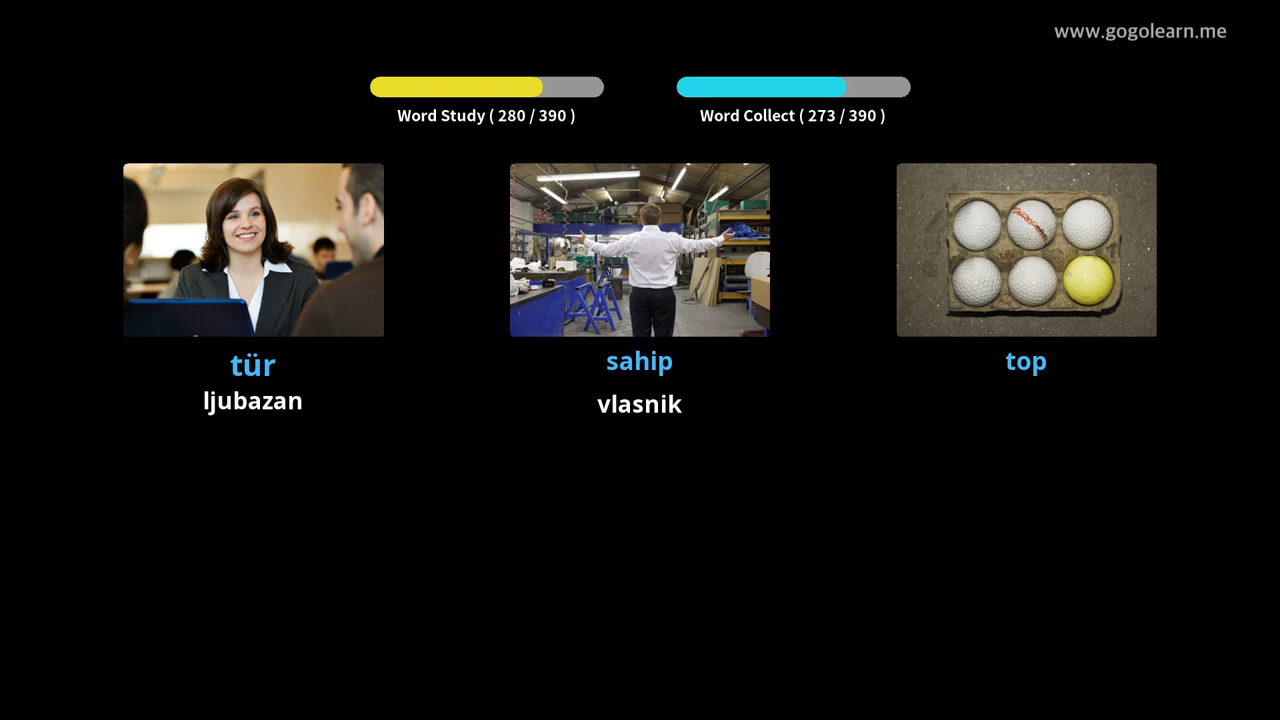 www.gogolearn.me
Word Study ( 280 / 390 )
Word Collect ( 273 / 390 )
tür
ljubazan
sahip
vlasnik
top